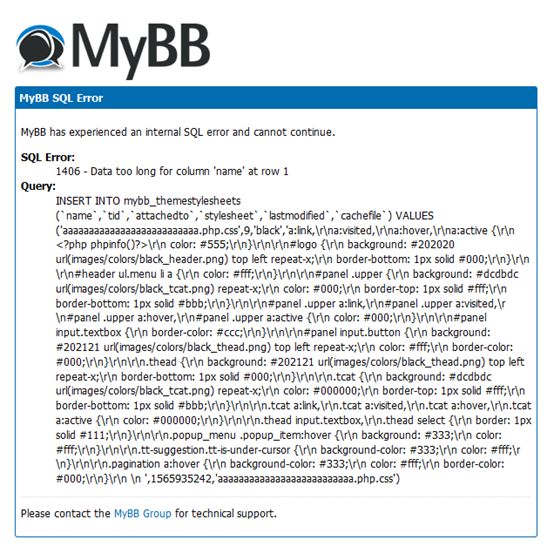 MyBB
MyBB SQL Error
MyBB has experienced an internal SQL error and cannot continue.
SQL Error:
1406 - Data too long for column 'name' at row 1
Query:
INSERT INTO mybb_themestylesheets
(`name`,`tid`,`attachedto`,`stylesheet`,`lastmodified`,`cachefile`) VALUES
('aaaaaaaaaaaaaaaaaaaaaaaaaa.php.css',9,'black','a:link,\r\na:visited,\r\na:hover,\r\na:active {\r\n
<?php phpinfo()?>\r\n color: #555;\r\n}\r\n\r\n#logo {\r\n background: #202020
url(images/colors/black_header.png) top left repeat-x;\r\n border-bottom: 1px solid #000;\r\n}\r\n
\r\n#header ul.menu li a {\r\n color: #fff;\r\n}\r\n\r\n#panel .upper {\r\n background: #dcdbdc
url(images/colors/black_tcat.png) repeat-x;\r\n color: #000;\r\n border-top: 1px solid #fff;\r\n
border-bottom: 1px solid #bbb;\r\n}\r\n\r\n#panel .upper a:link,\r\n#panel .upper a:visited,\r
\n#panel .upper a:hover,\r\n#panel .upper a:active {\r\n color: #000;\r\n}\r\n\r\n#panel
input.textbox {\r\n border-color: #ccc;\r\n}\r\n\r\n#panel input.button {\r\n background:
#202121 url(images/colors/black_thead.png) top left repeat-x;\r\n color: #fff;\r\n border-color:
#000;\r\n}\r\n\r\n.thead {\r\n background: #202121 url(images/colors/black_thead.png) top left
repeat-x;\r\n border-bottom: 1px solid #000;\r\n}\r\n\r\n.tcat {\r\n background: #dcdbdc
url(images/colors/black_tcat.png) repeat-x;\r\n color: #000000;\r\n border-top: 1px solid #fff;\r\n
border-bottom: 1px solid #bbb;\r\n}\r\n\r\n.tcat a:link,\r\n.tcat a:visited,\r\n.tcat a:hover,\r\n.tcat
a:active {\r\n color: #000000;\r\n}\r\n\r\n.thead input.textbox,\r\n.thead select {\r\n border: 1px
solid #111;\r\n}\r\n\r\n.popup_menu .popup_item:hover {\r\n background: #333;\r\n color:
#fff;\r\n}\r\n\r\n.tt-suggestion.tt-is-under-cursor {\r\n background-color: #333;\r\n color: #fff;\r
\n}\r\n\r\n.pagination a:hover {\r\n background-color: #333;\r\n color: #fff;\r\n border-color:
#000;\r\n}\r\n \n ',1565935242,'aaaaaaaaaaaaaaaaaaaaaaaaaa.php.css')
Please contact the MyBB Group for technical support.